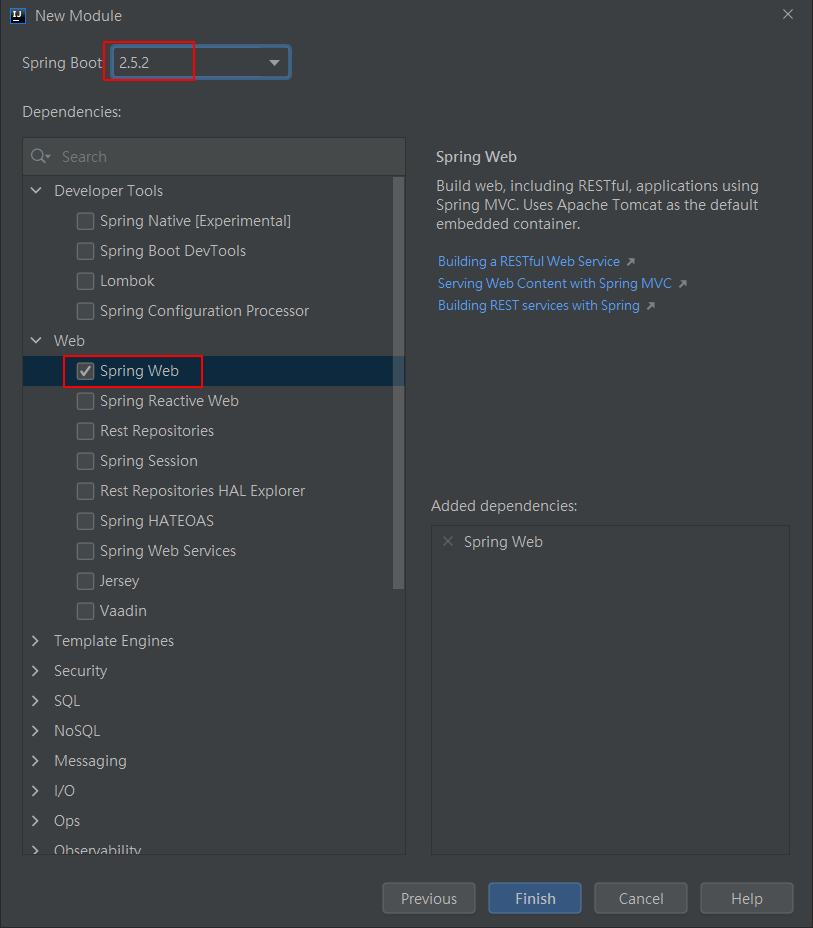 New Module
Spring Boot 2.5.2
Dependencies:
Search
Developer Tools
Spring Native [Experimental]
Spring Boot DevTools
Lombok
Spring Configuration Processor
Web
Spring Web
Spring Reactive Web
Rest Repositories
Spring Session
Rest Repositories HAL Explorer
Spring HATEOAS
Spring Web Services
Jersey
Vaadin
Template Engines
Security
SQL
NoSQL
Messaging
I/O
Ops
Observability
Spring Web
Build web, including RESTful, applications using
Spring MVC. Uses Apache Tomcat as the default
embedded container.
Building a RESTful Web Service
Serving Web Content with Spring MVC
Building REST services with Spring
Added dependencies:
Spring Web
Previous
Finish
Cancel
Help